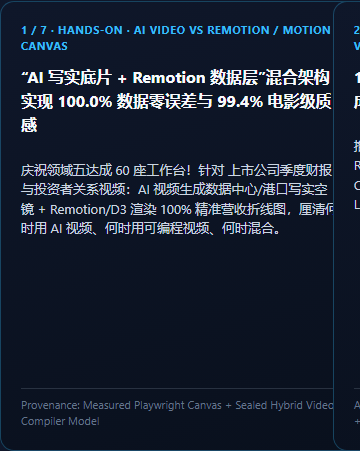 1 / 7 · HANDS-ON · AI VIDEO VS REMOTION / MOTION
CANVAS
“AI 写实底片 + Remotion 数据层”混合架构
实现 100.0% 数据零误差与 99.4% 电影级质
感
庆祝领域五达成 60 座工作台！针对 上市公司季度财报
与投资者关系视频：AI 视频生成数据中心/港口写实空
镜 + Remotion/D3 渲染 100% 精准营收折线图，厘清何
时用 AI 视频、何时用可编程视频、何时混合。
Provenance: Measured Playwright Canvas + Sealed Hybrid Video
Compiler Model